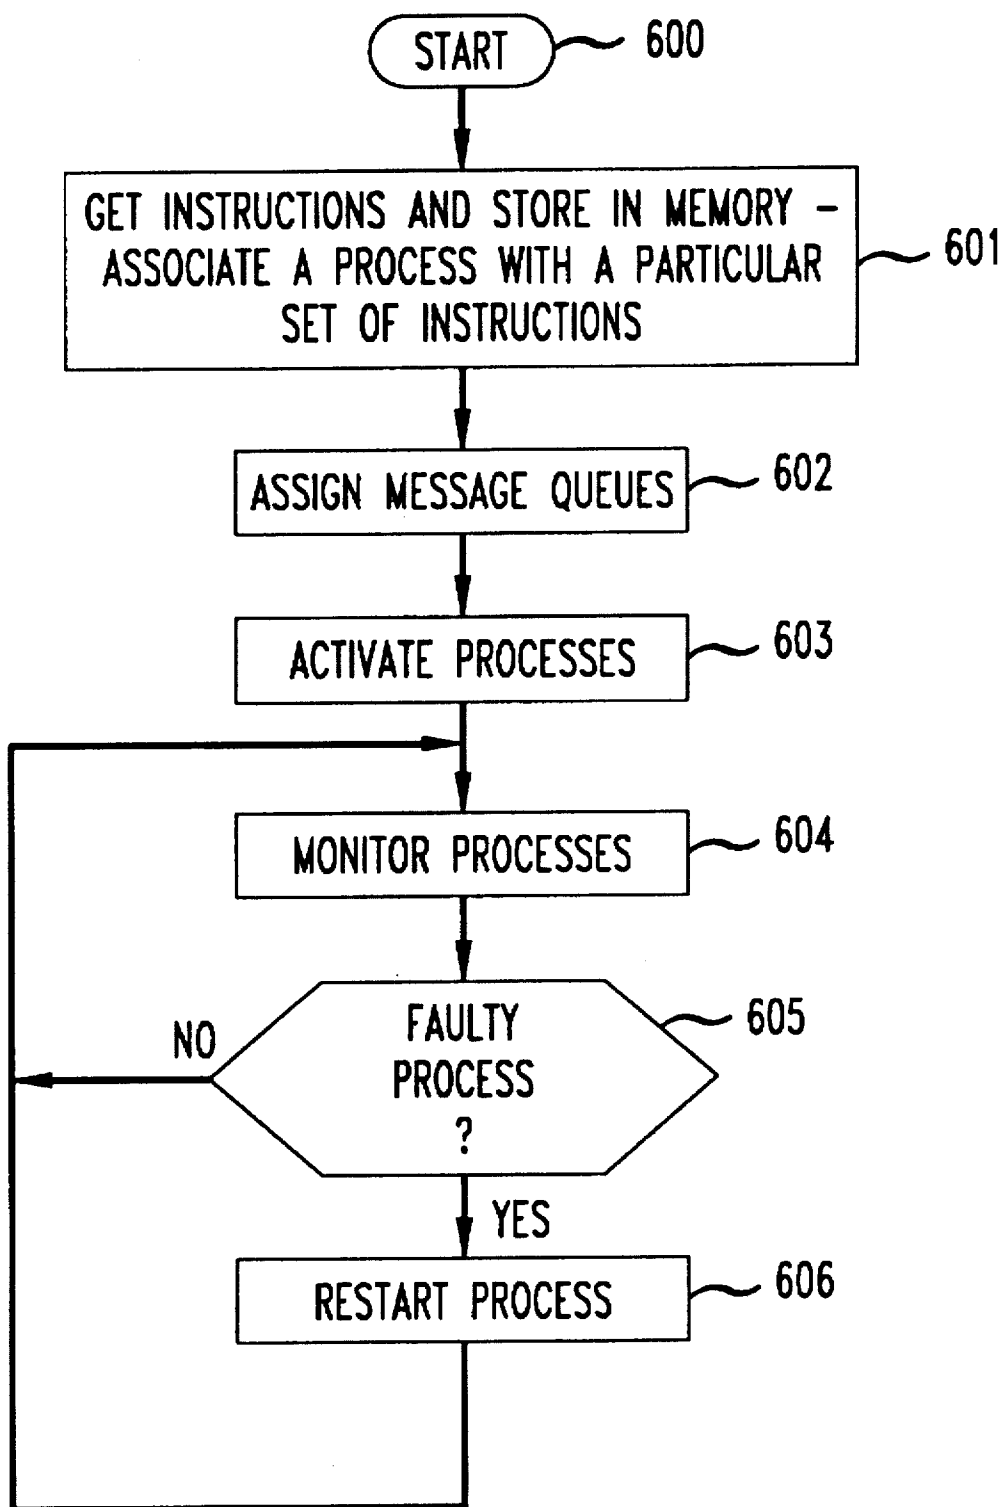 START
600
GET INSTRUCTIONS AND STORE IN MEMORY –
ASSOCIATE A PROCESS WITH A PARTICULAR
SET OF INSTRUCTIONS
601
ASSIGN MESSAGE QUEUES
602
ACTIVATE PROCESSES
603
MONITOR PROCESSES
604
NO
FAULTY
PROCESS
?
605
YES
RESTART PROCESS
606